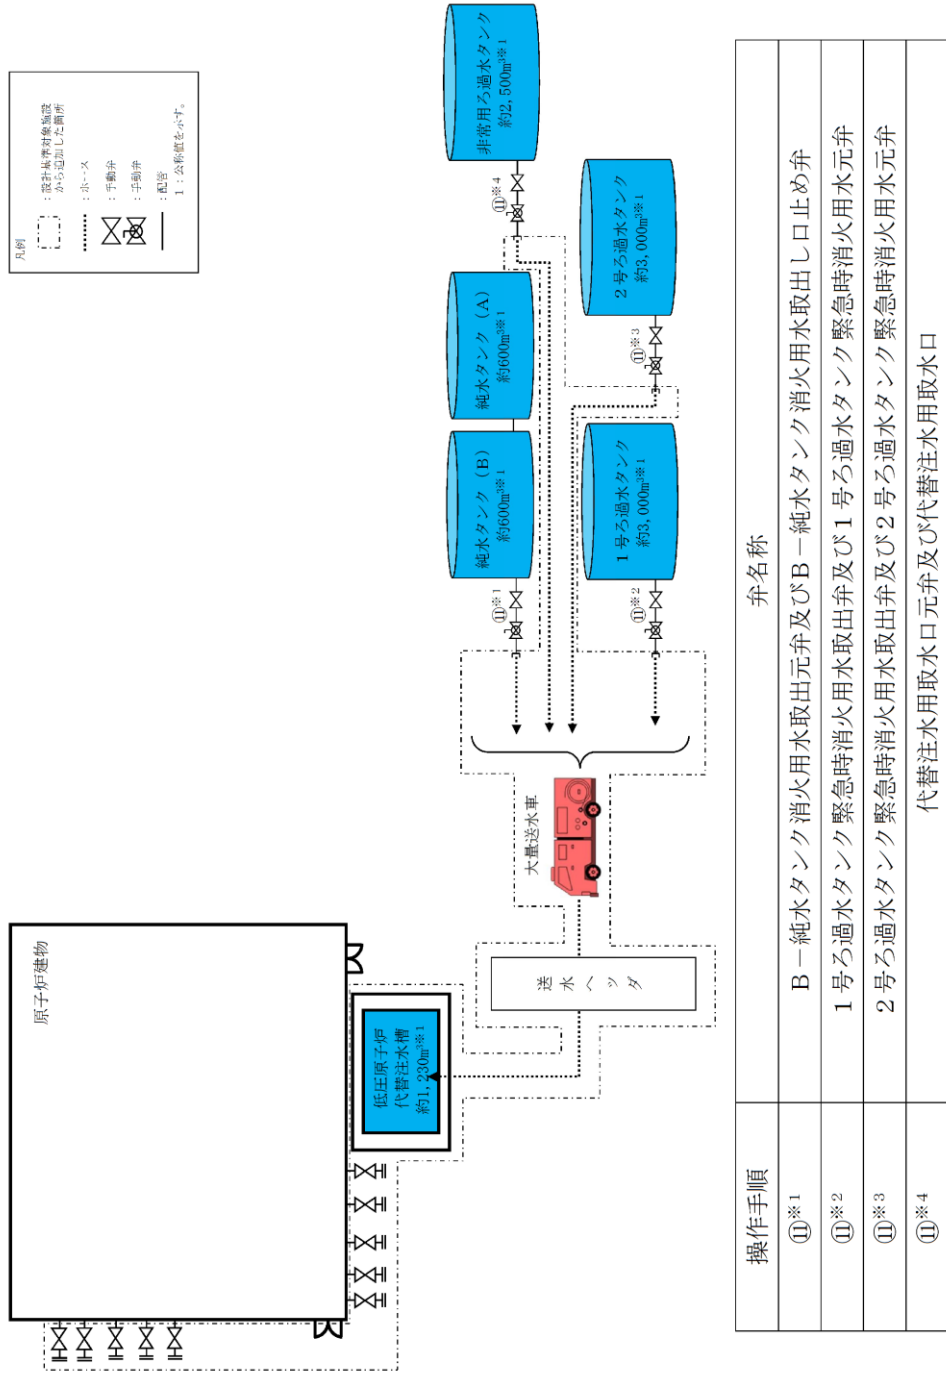 原子炉建物
低圧原子炉
代替注水槽
約1,230m³※1
送水ヘッダ
大量送水車
⑪※1
純水タンク（B）
約600m³※1
純水タンク（A）
約600m³※1
⑪※4
非常用ろ過水タンク
約2,500m³※1
⑪※2
1号ろ過水タンク
約3,000m³※1
⑪※3
2号ろ過水タンク
約3,000m³※1
凡例
：設計基準対象施設
から追加した箇所
：ホース
：手動弁
：手動弁
：配管
1：公称値を示す。
操作手順 弁名称
⑪※1 B－純水タンク消火用水取出元弁及びB－純水タンク消火用水取出し口止め弁
⑪※2 1号ろ過水タンク緊急時消火用水取出弁及び1号ろ過水タンク緊急時消火用水元弁
⑪※3 2号ろ過水タンク緊急時消火用水取出弁及び2号ろ過水タンク緊急時消火用水元弁
⑪※4 代替注水用取水口元弁及び代替注水用取水口